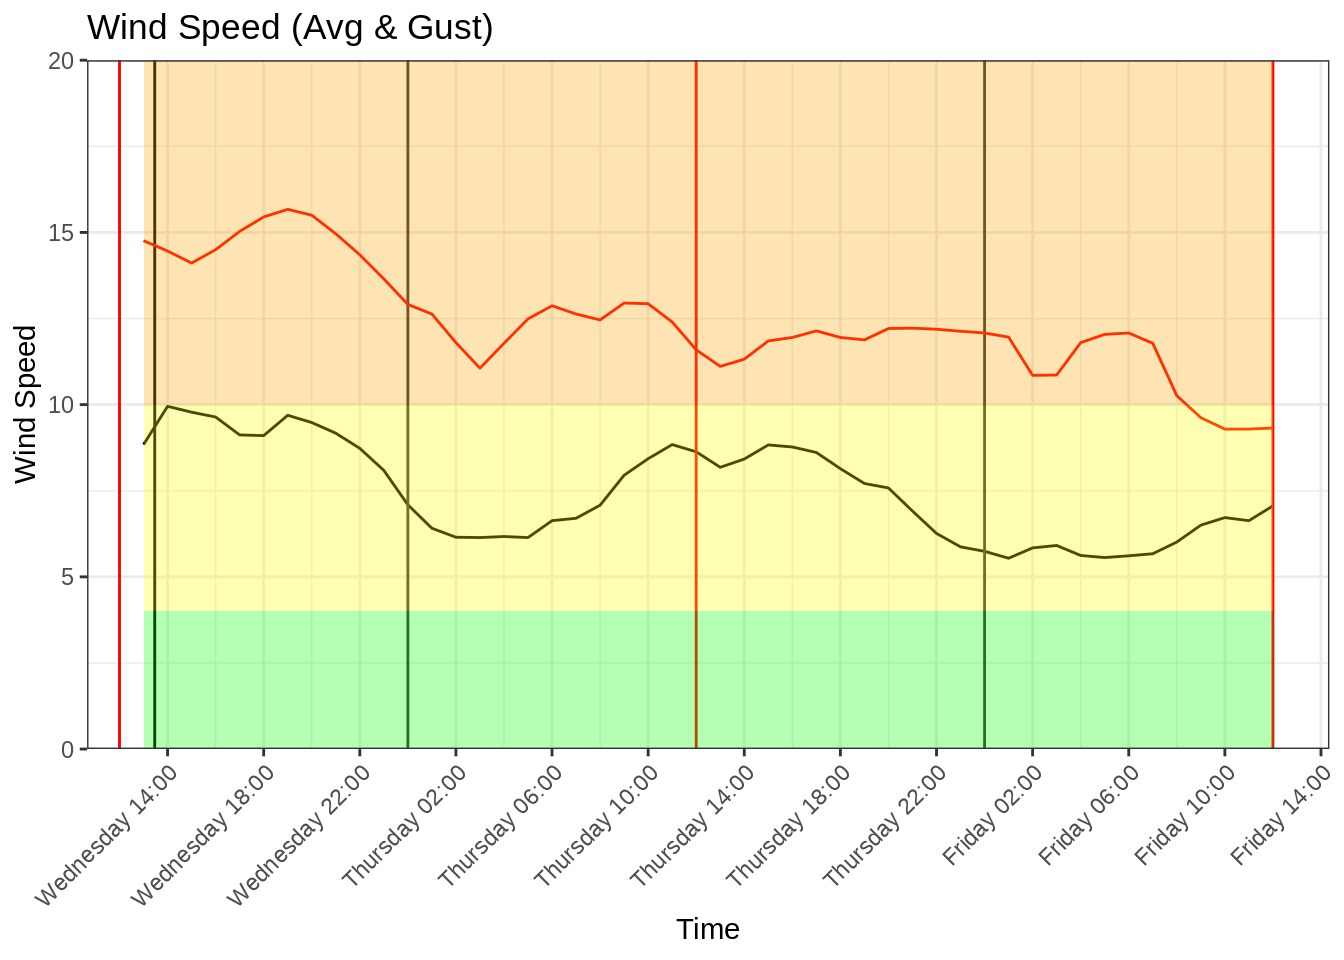 Wind Speed (Avg & Gust)
20
15
10
5
0
Wind Speed
Wednesday 14:00
Wednesday 18:00
Wednesday 22:00
Thursday 02:00
Thursday 06:00
Thursday 10:00
Thursday 14:00
Thursday 18:00
Thursday 22:00
Friday 02:00
Friday 06:00
Friday 10:00
Friday 14:00
Time